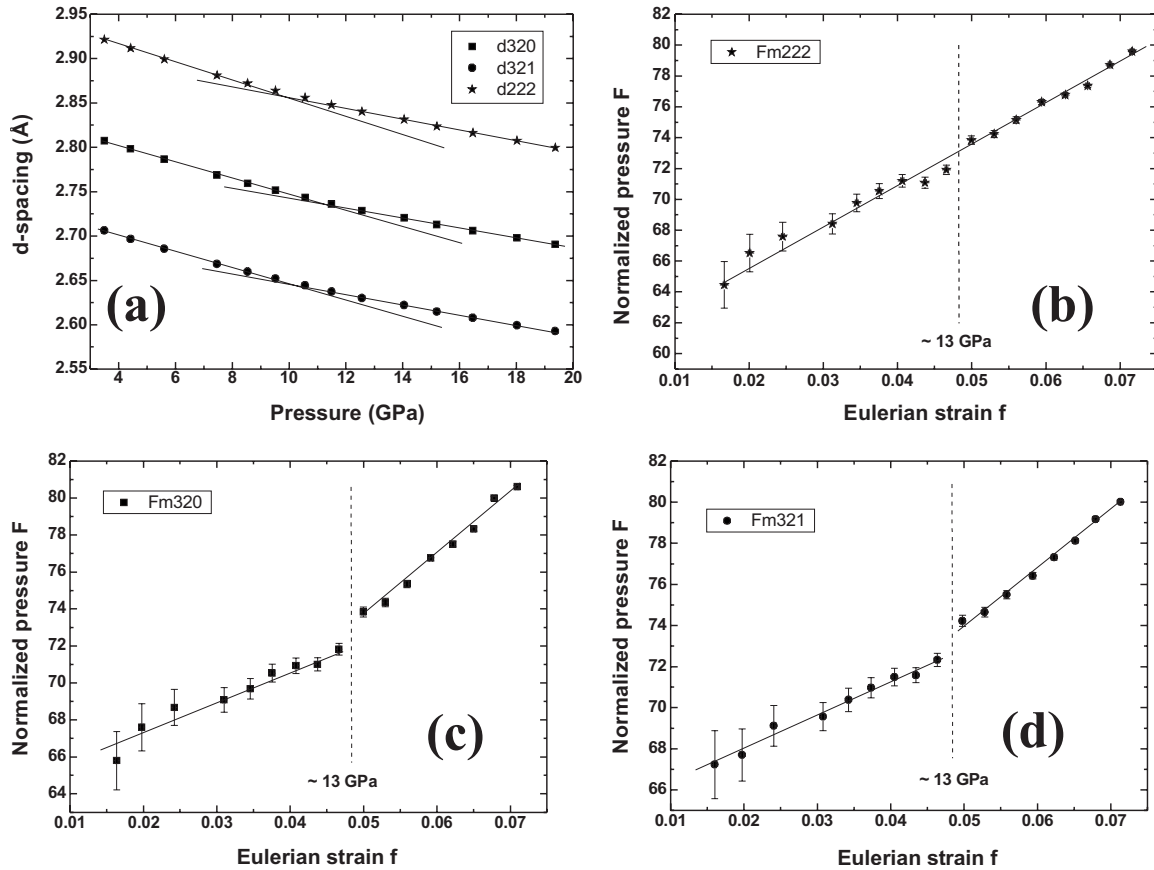 (a)
d320
d321
d222
2.95
2.90
2.85
2.80
2.75
2.70
2.65
2.60
2.55
d-spacing (Å)
4 6 8 10 12 14 16 18 20
Pressure (GPa)
Fm222
80
78
76
74
72
70
68
66
64
62
60
Normalized pressure F
(b)
~ 13 GPa
0.01 0.02 0.03 0.04 0.05 0.06 0.07
Eulerian strain f
Fm320
82
80
78
76
74
72
70
68
66
64
Normalized pressure F
(c)
~ 13 GPa
0.01 0.02 0.03 0.04 0.05 0.06 0.07
Eulerian strain f
Fm321
82
80
78
76
74
72
70
68
66
Normalized pressure F
(d)
~ 13 GPa
0.01 0.02 0.03 0.04 0.05 0.06 0.07
Eulerian strain f